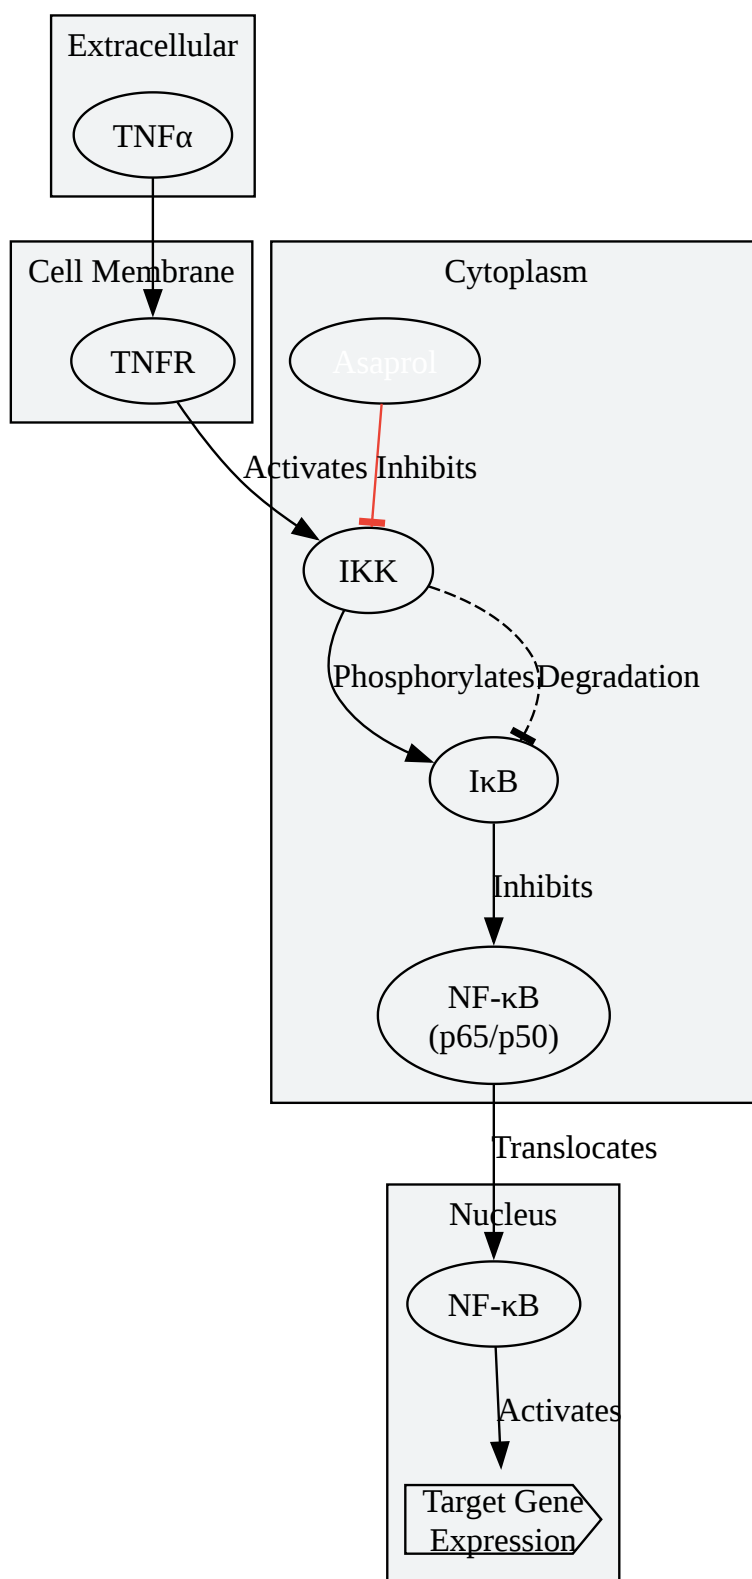 Extracellular
TNFα
Cell Membrane
Cytoplasm
TNFR
Asaprol
Activates
Inhibits
IKK
Phosphorylates
Degradation
IκB
Inhibits
NF-κB
(p65/p50)
Translocates
Nucleus
NF-κB
Activates
Target Gene
Expression